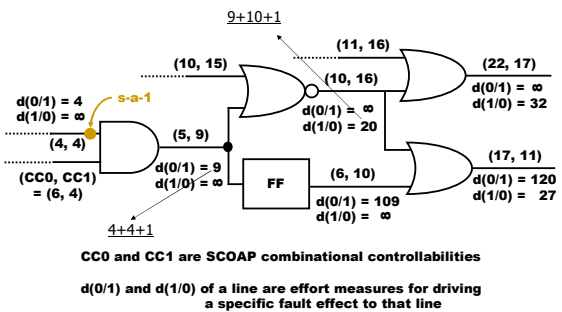 9+10+1
(11, 16)
(10, 15)
(22, 17)
(10, 16)
d(0/1) = 4
d(1/0) = ∞
s-a-1
d(0/1) = ∞
d(1/0) = 20
d(0/1) = ∞
d(1/0) = 32
(4, 4)
(5, 9)
(CC0, CC1)
= (6, 4)
d(0/1) = 9
d(1/0) = ∞
FF
(6, 10)
(17, 11)
d(0/1) = 109
d(1/0) = ∞
d(0/1) = 120
d(1/0) = 27
4+4+1
CC0 and CC1 are SCOAP combinational controllabilities
d(0/1) and d(1/0) of a line are effort measures for driving
a specific fault effect to that line